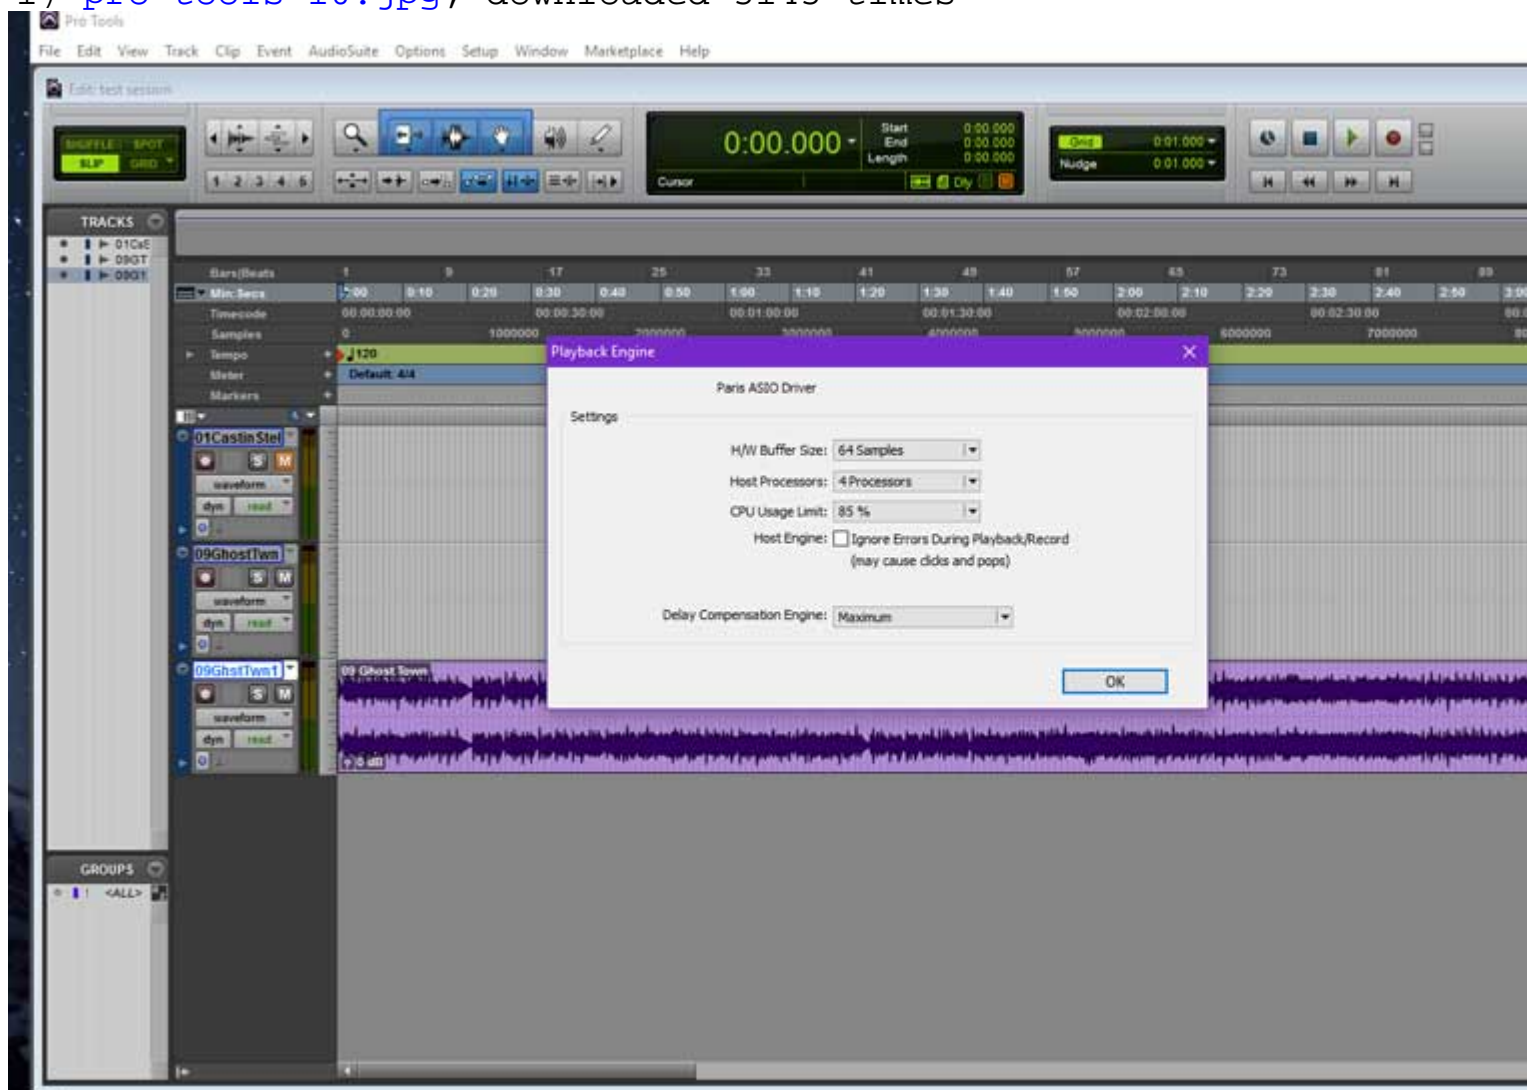 Pro Tools
File Edit View Track Clip Event AudioSuite Options Setup Window Marketplace Help
Edit: test session
SHUFFLE SPOT
SLIP GRID
0:00.000
Start 0:00.000
End 0:00.000
Length 0:00.000
Grid 0:01.000
Nudge 0:01.000
1 2 3 4 5
Cursor
Dly
TRACKS
09GT
Bars|Beats 1 9 17 25 33 41 49 57 65 73 81 89
Min:Secs 0:10 0:20 0:30 0:40 0:50 1:00 1:10 1:20 1:30 1:40 1:50 2:00 2:10 2:20 2:30 2:40 2:50
Timecode 00:00:00:00 00:00:30:00 00:01:00:00 00:01:30:00 00:02:00:00 00:02:30:00
Samples 0 1000000 2000000 3000000 4000000 5000000 6000000 7000000
Tempo 120
Meter Default: 4/4
Markers
Playback Engine
Paris ASIO Driver
Settings
H/W Buffer Size: 64 Samples
Host Processors: 4 Processors
CPU Usage Limit: 85 %
Host Engine: Ignore Errors During Playback/Record
(may cause clicks and pops)
Delay Compensation Engine: Maximum
OK
01CastinStel
S M
waveform
dyn read
09GhostTwn
S M
waveform
dyn read
09GhstTwn1
S M
waveform
dyn read
09 Ghost Town
0 dB
GROUPS
! <ALL>